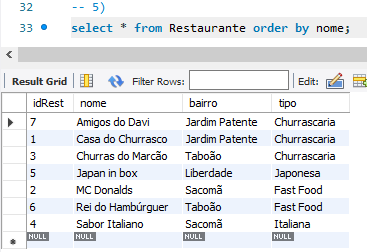 32 -- 5)
33 select * from Restaurante order by nome;
Result Grid Filter Rows: Edit:
idRest nome bairro tipo
7 Amigos do Davi Jardim Patente Churrascaria
1 Casa do Churrasco Jardim Patente Churrascaria
3 Churras do Marcão Taboão Churrascaria
5 Japan in box Liberdade Japonesa
2 MC Donalds Sacomã Fast Food
6 Rei do Hambúrguer Taboão Fast Food
4 Sabor Italiano Sacomã Italiana
NULL NULL NULL NULL